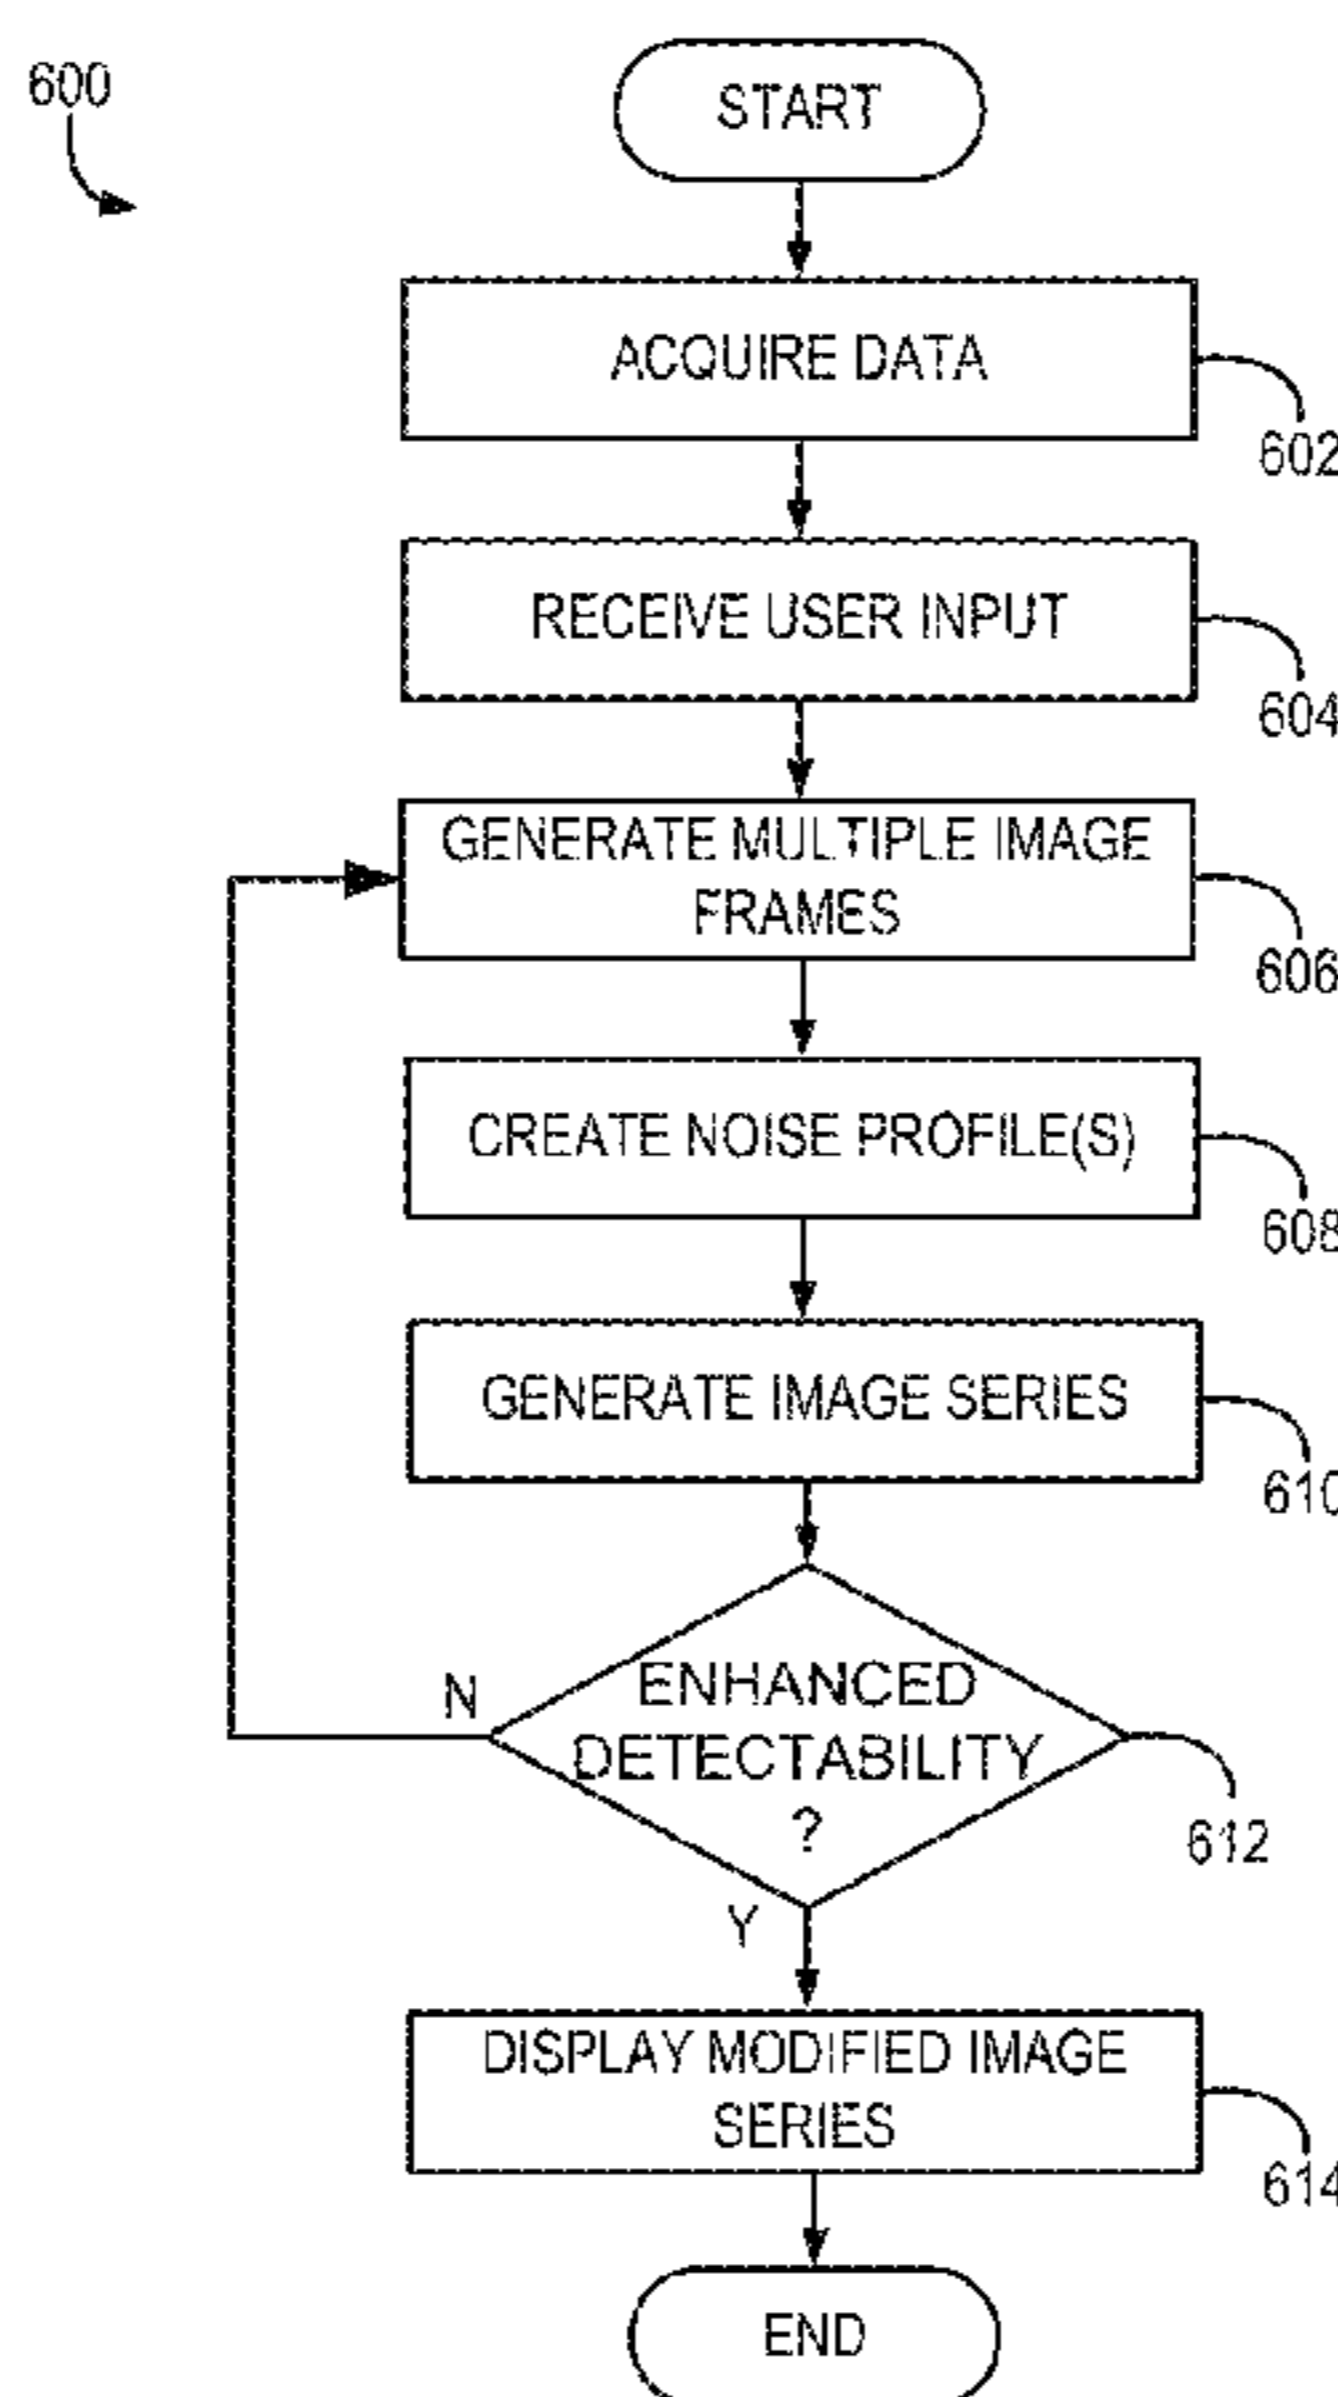 600
START
ACQUIRE DATA
602
RECEIVE USER INPUT
604
GENERATE MULTIPLE IMAGE
FRAMES
606
CREATE NOISE PROFILE(S)
608
GENERATE IMAGE SERIES
610
ENHANCED
DETECTABILITY
?
N
612
Y
DISPLAY MODIFIED IMAGE
SERIES
614
END